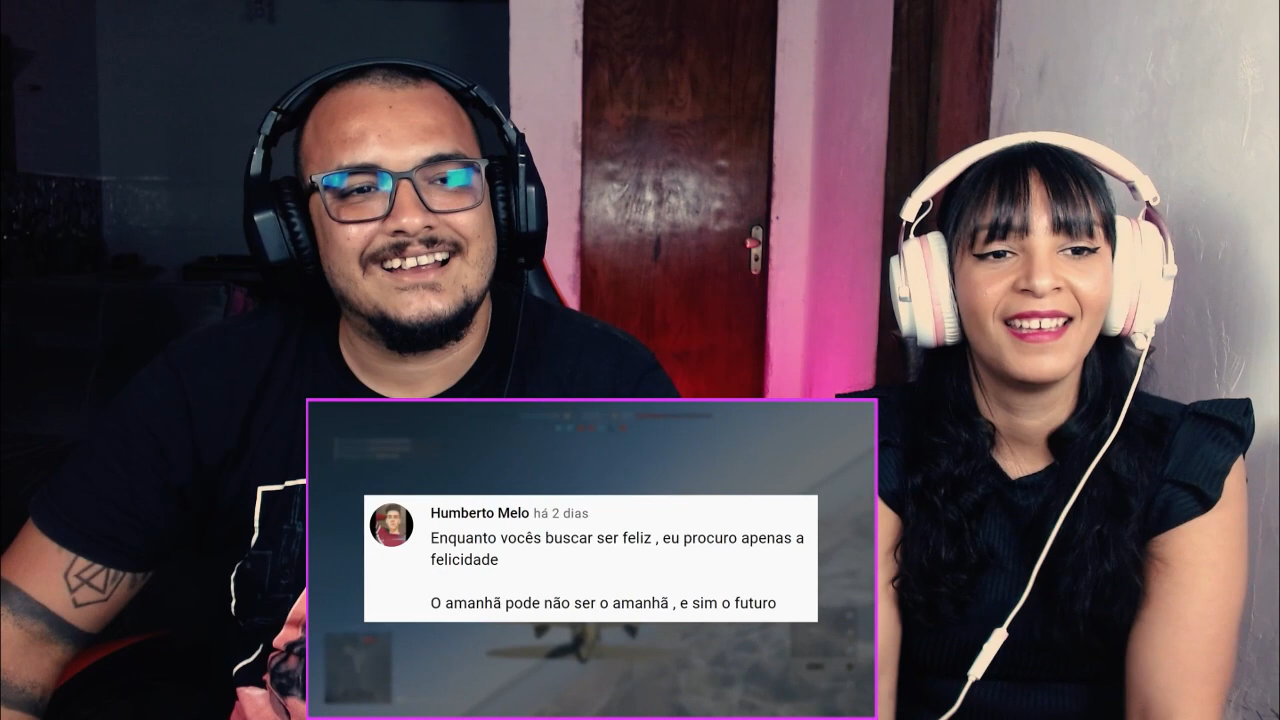 Humberto Melo há 2 dias
Enquanto vocês buscar ser feliz , eu procuro apenas a
felicidade
O amanhã pode não ser o amanhã , e sim o futuro